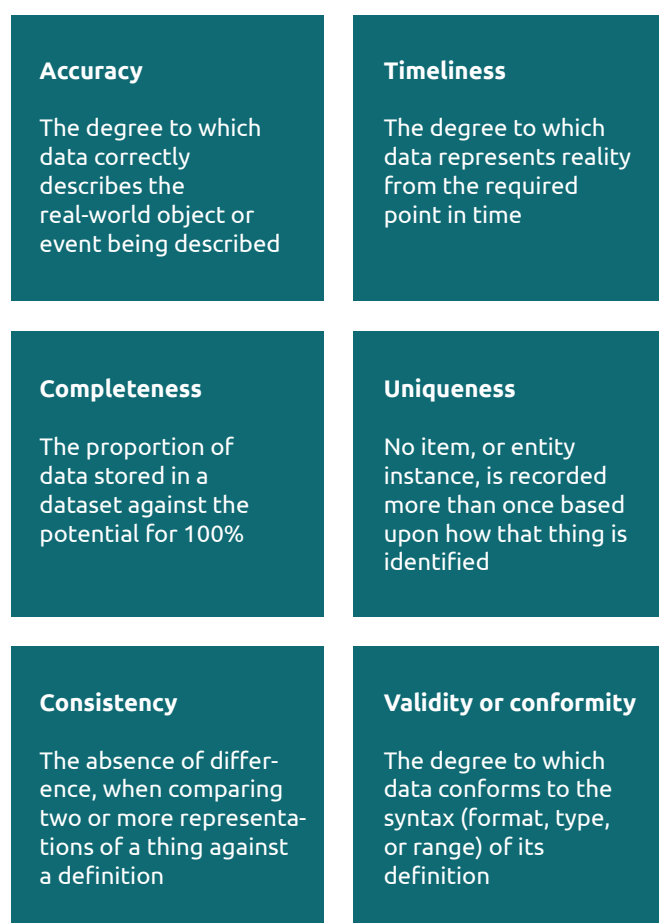 Accuracy
The degree to which
data correctly
describes the
real-world object or
event being described
Timeliness
The degree to which
data represents reality
from the required
point in time
Completeness
The proportion of
data stored in a
dataset against the
potential for 100%
Uniqueness
No item, or entity
instance, is recorded
more than once based
upon how that thing is
identified
Consistency
The absence of differ-
ence, when comparing
two or more representa-
tions of a thing against
a definition
Validity or conformity
The degree to which
data conforms to the
syntax (format, type,
or range) of its
definition